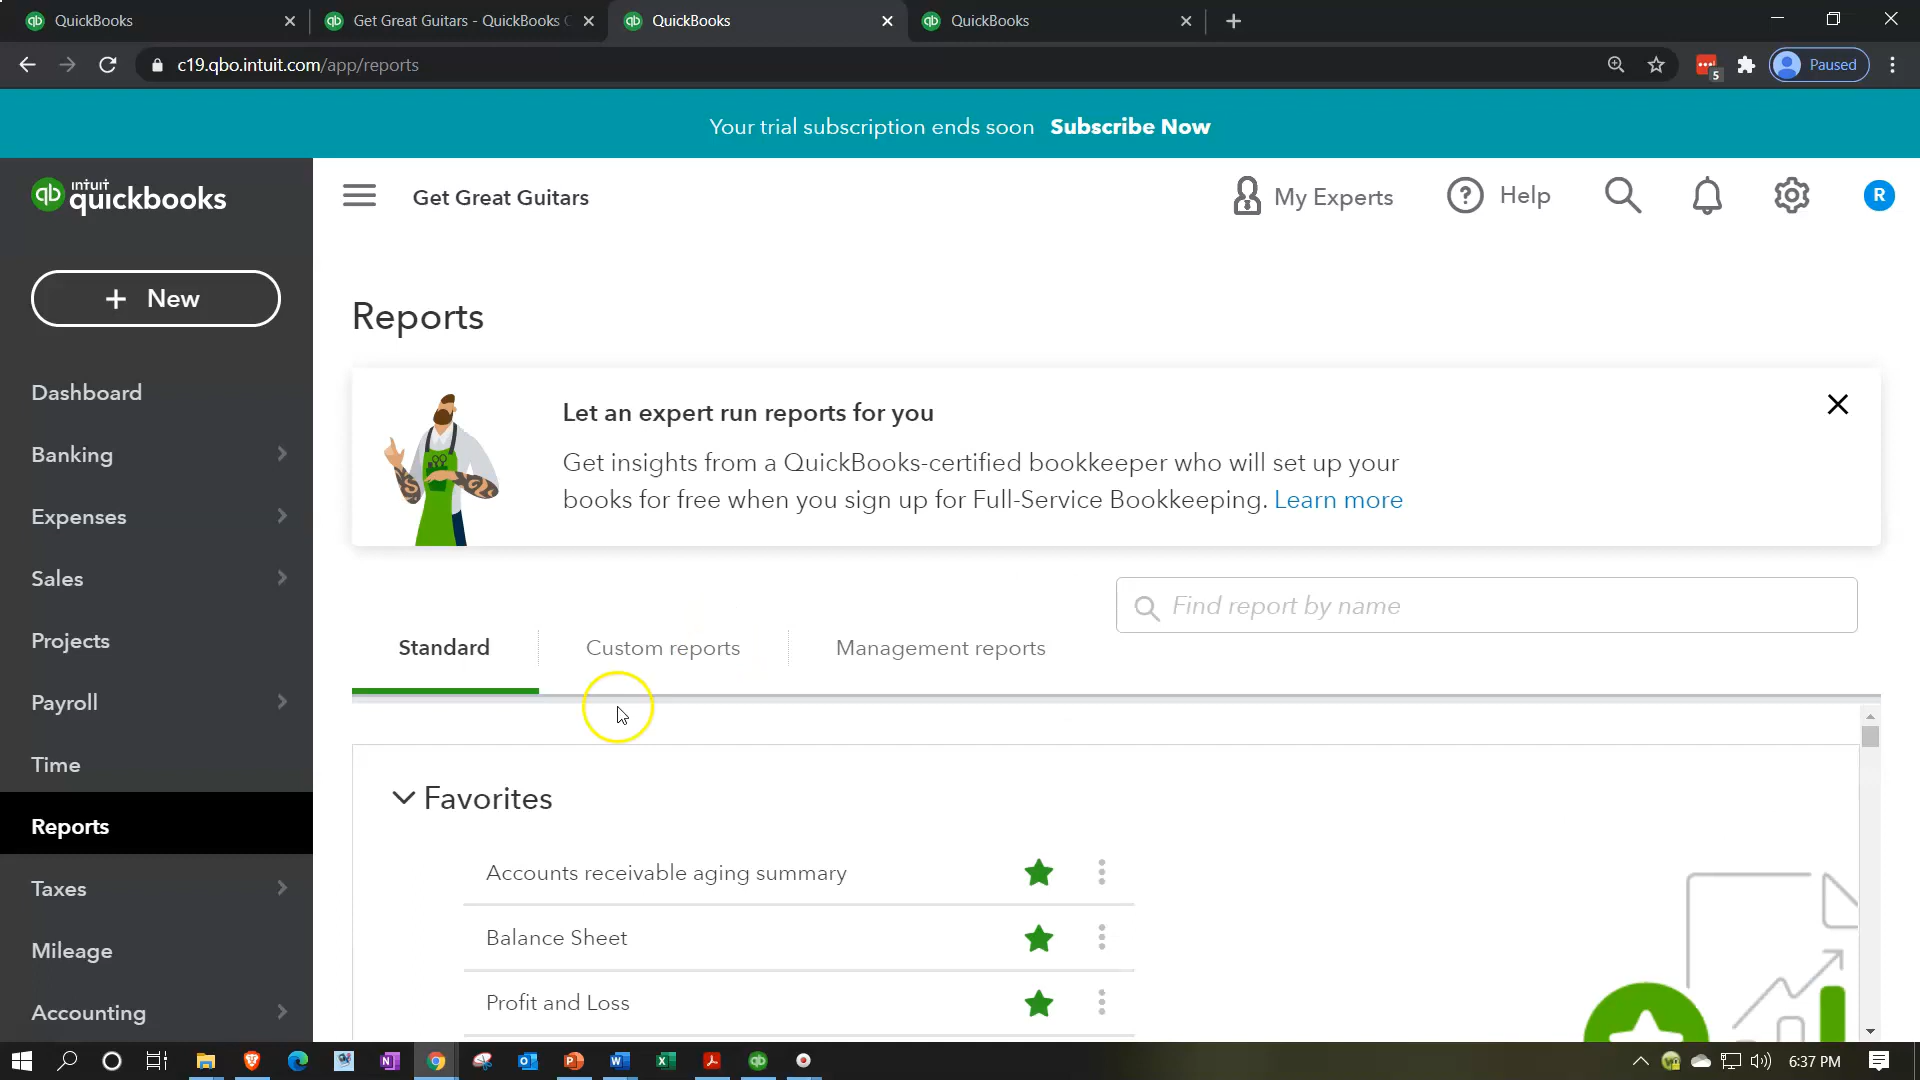 QuickBooks
Get Great Guitars - QuickBooks
QuickBooks
QuickBooks
c19.qbo.intuit.com/app/reports
5
Paused
Your trial subscription ends soon Subscribe Now
qb intuit quickbooks
Get Great Guitars
My Experts
Help
R
+ New
Dashboard
Banking
Expenses
Sales
Projects
Payroll
Time
Reports
Taxes
Mileage
Accounting
Reports
Let an expert run reports for you
Get insights from a QuickBooks-certified bookkeeper who will set up your
books for free when you sign up for Full-Service Bookkeeping. Learn more
Find report by name
Standard
Custom reports
Management reports
Favorites
Accounts receivable aging summary
Balance Sheet
Profit and Loss
6:37 PM